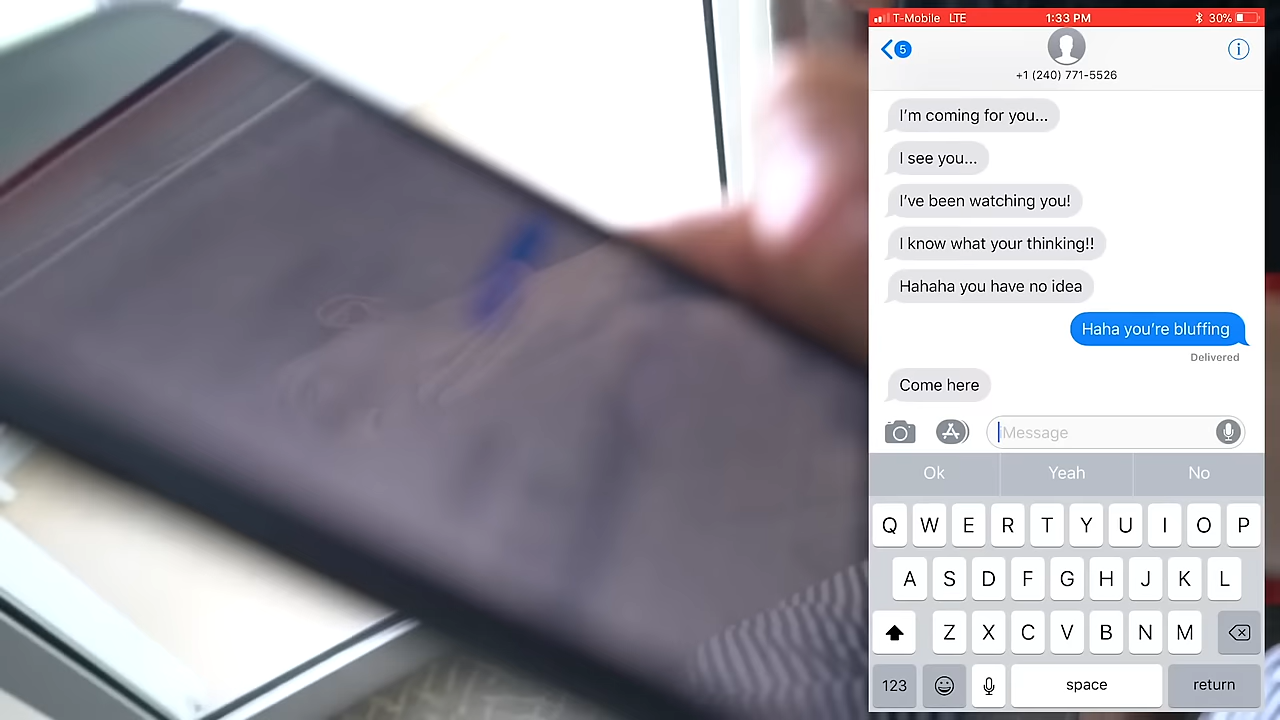 T-Mobile LTE 1:33 PM 30%
5
+1 (240) 771-5526
I’m coming for you...
I see you...
I’ve been watching you!
I know what your thinking!!
Hahaha you have no idea
Haha you’re bluffing
Delivered
Come here
iMessage
Ok Yeah No
Q W E R T Y U I O P
A S D F G H J K L
Z X C V B N M
123 space return